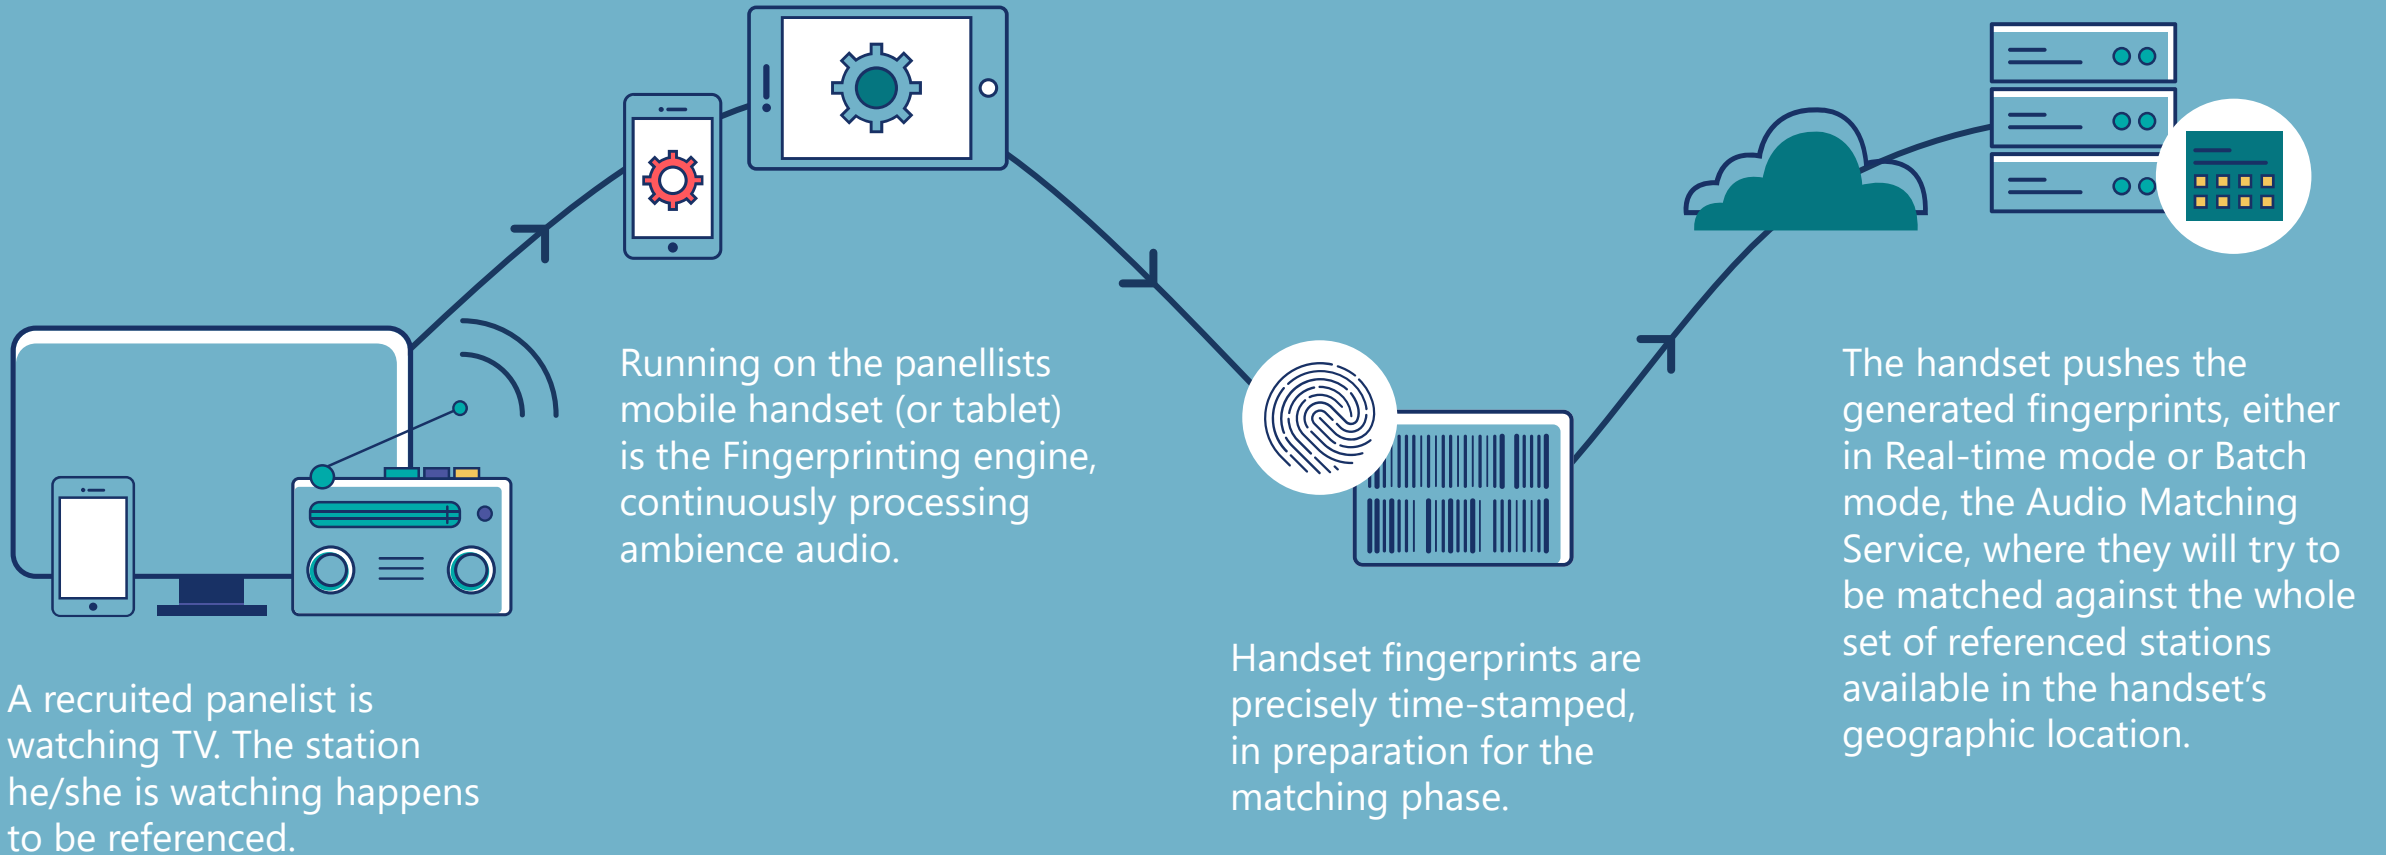 A recruited panelist is
watching TV. The station
he/she is watching happens
to be referenced.
Running on the panellists
mobile handset (or tablet)
is the Fingerprinting engine,
continuously processing
ambience audio.
Handset fingerprints are
precisely time-stamped,
in preparation for the
matching phase.
The handset pushes the
generated fingerprints, either
in Real-time mode or Batch
mode, the Audio Matching
Service, where they will try to
be matched against the whole
set of referenced stations
available in the handset’s
geographic location.